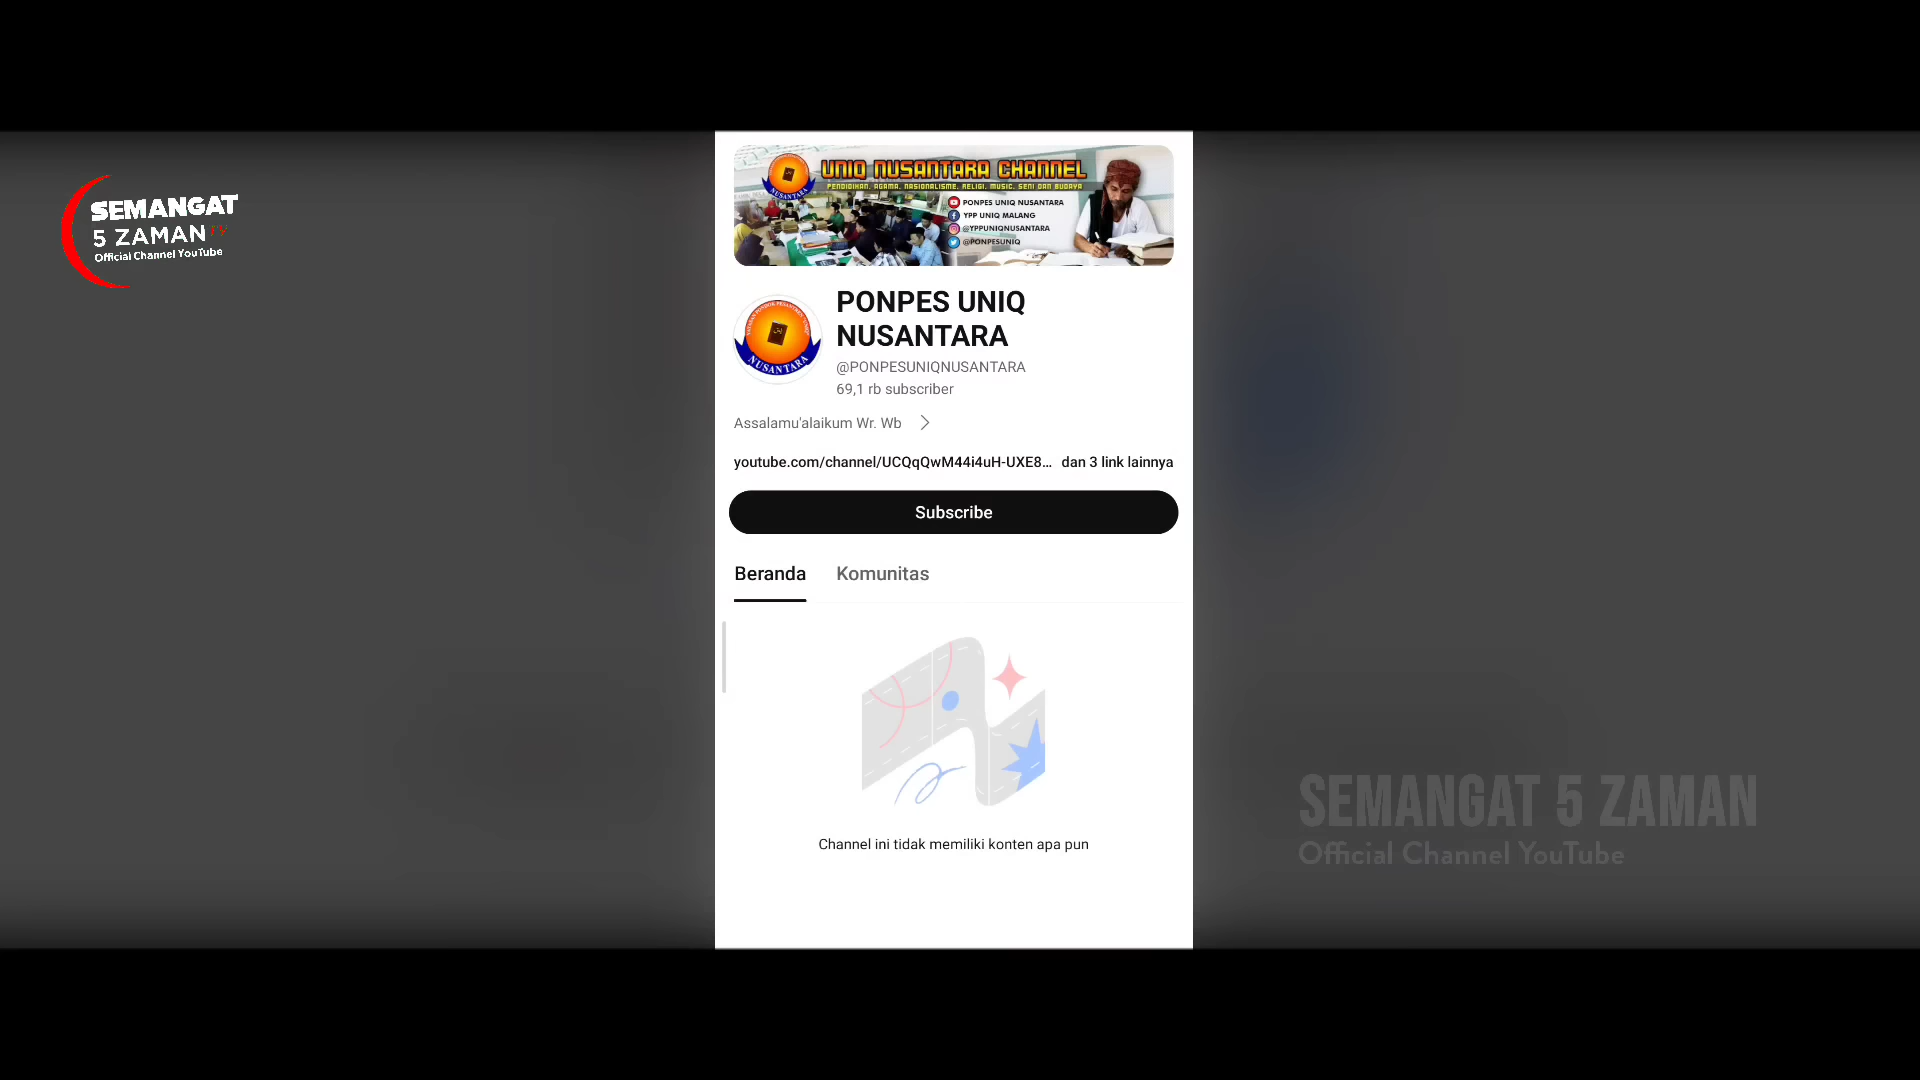 SEMANGAT
5 ZAMAN TV
Official Channel YouTube
UNIQ NUSANTARA CHANNEL
PENDIDIHAN, AGAMA, NASIONALISME, RELIGI, MUSIC, SENI DAN BUDAYA
PONPES UNIQ NUSANTARA
YPP UNIQ MALANG
@YPPUNIQNUSANTARA
@PONPESUNIQ
NUSANTARA
PONPES UNIQ
NUSANTARA
@PONPESUNIQNUSANTARA
69,1 rb subscriber
NUSANTARA
Assalamu'alaikum Wr. Wb
youtube.com/channel/UCQqQwM44i4uH-UXE8... dan 3 link lainnya
Subscribe
Beranda Komunitas
Channel ini tidak memiliki konten apa pun
SEMANGAT 5 ZAMAN
Official Channel YouTube